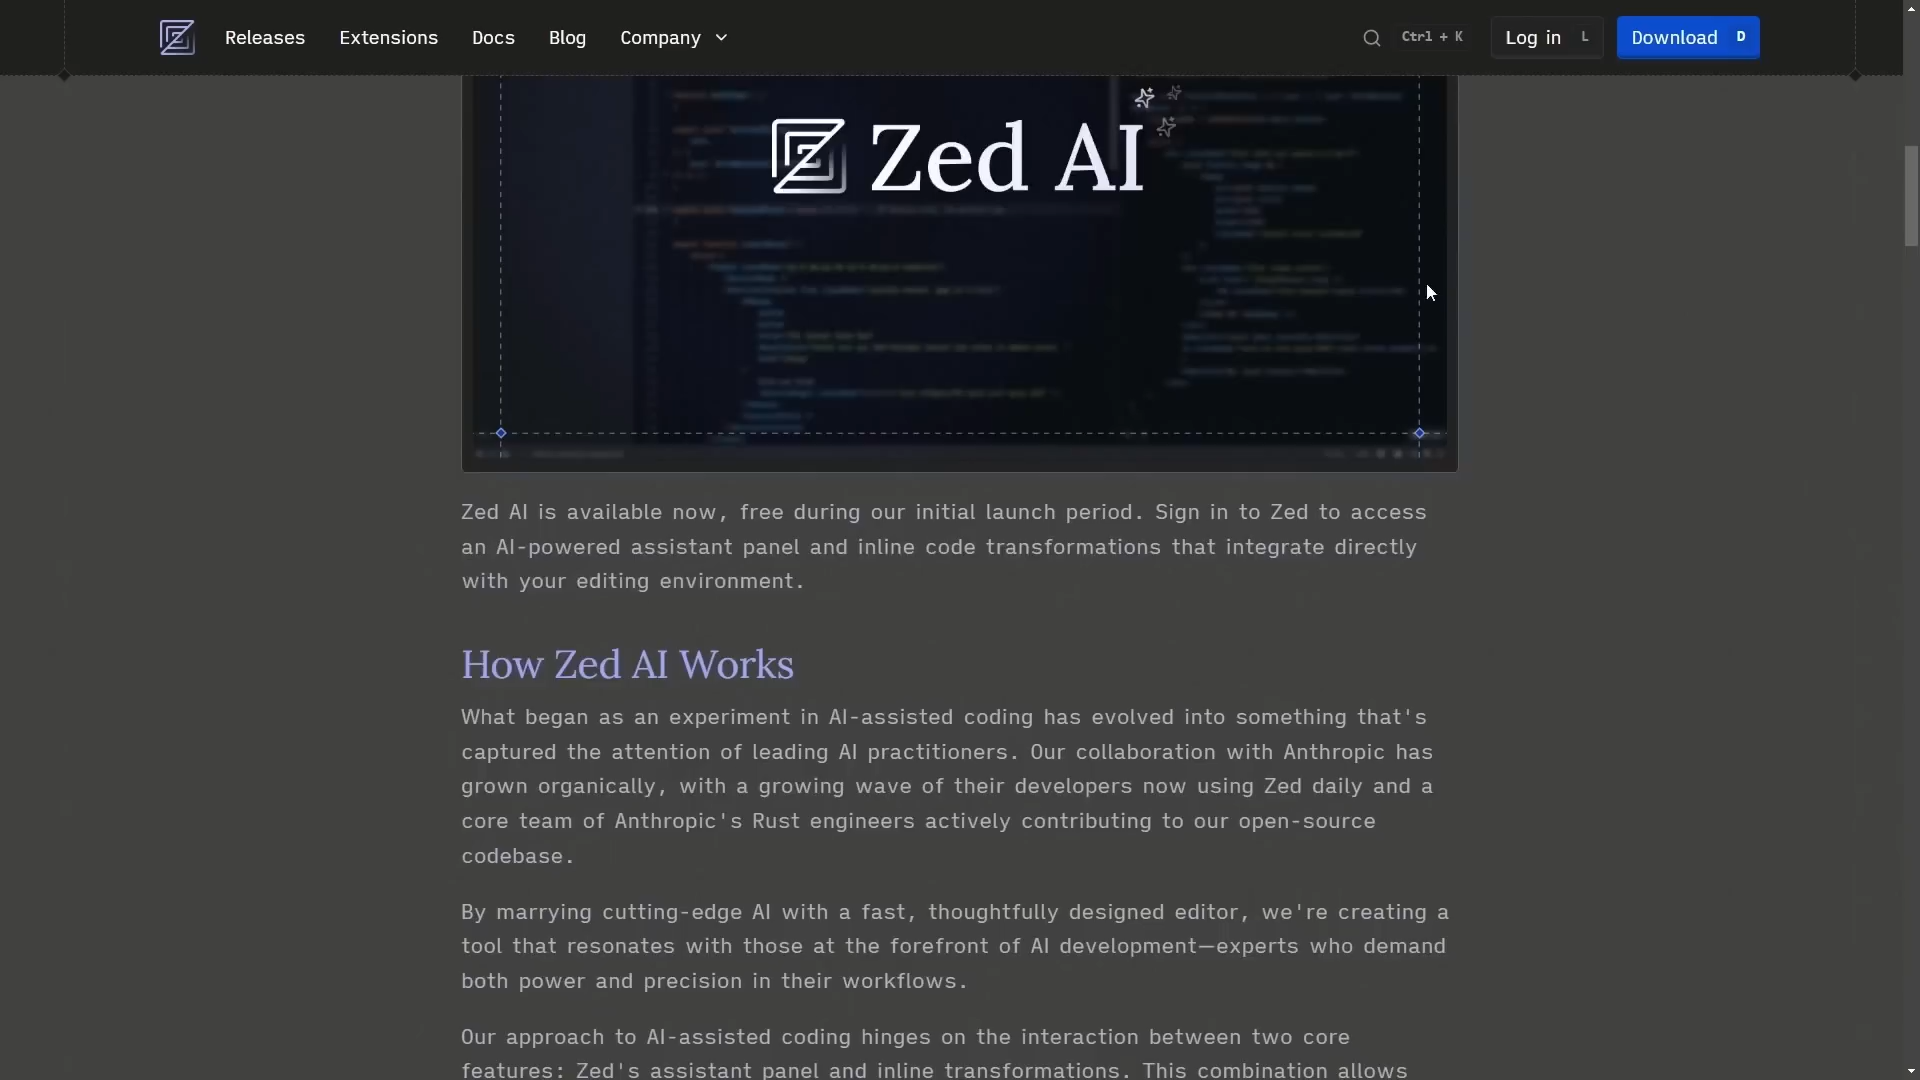 Releases
Extensions
Docs
Blog
Company
Ctrl + K
Log in L
Download D
Zed AI
Zed AI is available now, free during our initial launch period. Sign in to Zed to access
an AI-powered assistant panel and inline code transformations that integrate directly
with your editing environment.
How Zed AI Works
What began as an experiment in AI-assisted coding has evolved into something that's
captured the attention of leading AI practitioners. Our collaboration with Anthropic has
grown organically, with a growing wave of their developers now using Zed daily and a
core team of Anthropic's Rust engineers actively contributing to our open-source
codebase.
By marrying cutting-edge AI with a fast, thoughtfully designed editor, we're creating a
tool that resonates with those at the forefront of AI development—experts who demand
both power and precision in their workflows.
Our approach to AI-assisted coding hinges on the interaction between two core
features: Zed's assistant panel and inline transformations. This combination allows